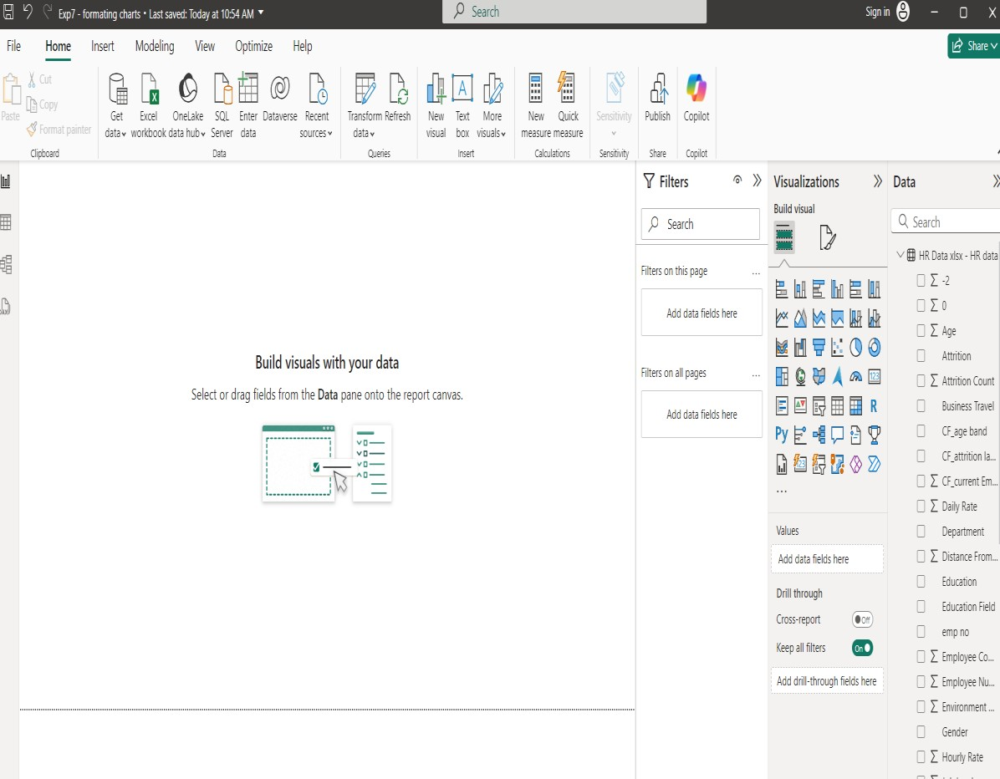 Exp7 - formating charts • Last saved: Today at 10:54 AM
Search
Sign in
File Home Insert Modeling View Optimize Help
Share
Paste
Cut
Copy
Format painter
Clipboard
Get data
Excel workbook
OneLake data hub
SQL Server
Enter data
Dataverse
Recent sources
Data
Transform data
Refresh
Queries
New visual
Text box
More visuals
Insert
New measure
Quick measure
Calculations
Sensitivity
Sensitivity
Publish
Share
Copilot
Copilot
Build visuals with your data
Select or drag fields from the Data pane onto the report canvas.
Filters
Search
Filters on this page
...
Add data fields here
Filters on all pages
...
Add data fields here
Visualizations
Build visual
123
R
Py
123
...
Values
Add data fields here
Drill through
Cross-report
Off
Keep all filters
On
Add drill-through fields here
Data
Search
HR Data xlsx - HR data
∑ -2
∑ 0
∑ Age
Attrition
∑ Attrition Count
Business Travel
CF_age band
CF_attrition la...
∑ CF_current Em...
∑ Daily Rate
Department
∑ Distance From...
Education
Education Field
emp no
∑ Employee Co...
∑ Employee Nu...
∑ Environment ...
Gender
∑ Hourly Rate